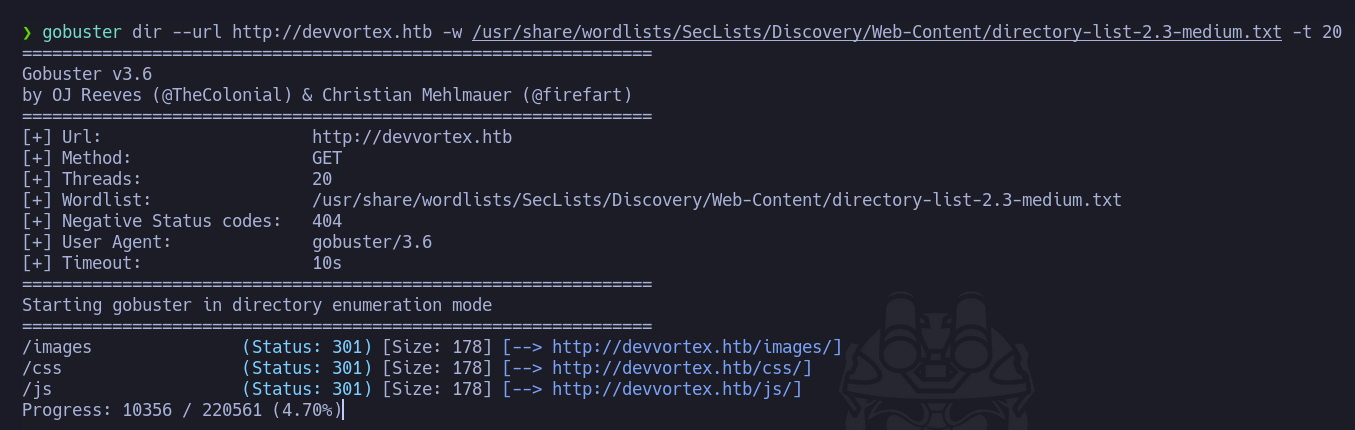 ❯ gobuster dir --url http://devvortex.htb -w /usr/share/wordlists/SecLists/Discovery/Web-Content/directory-list-2.3-medium.txt -t 20
===============================================================
Gobuster v3.6
by OJ Reeves (@TheColonial) & Christian Mehlmauer (@firefart)
===============================================================
[+] Url:                     http://devvortex.htb
[+] Method:                  GET
[+] Threads:                 20
[+] Wordlist:                /usr/share/wordlists/SecLists/Discovery/Web-Content/directory-list-2.3-medium.txt
[+] Negative Status codes:   404
[+] User Agent:              gobuster/3.6
[+] Timeout:                 10s
===============================================================
Starting gobuster in directory enumeration mode
===============================================================
/images               (Status: 301) [Size: 178] [--> http://devvortex.htb/images/]
/css                  (Status: 301) [Size: 178] [--> http://devvortex.htb/css/]
/js                   (Status: 301) [Size: 178] [--> http://devvortex.htb/js/]
Progress: 10356 / 220561 (4.70%)